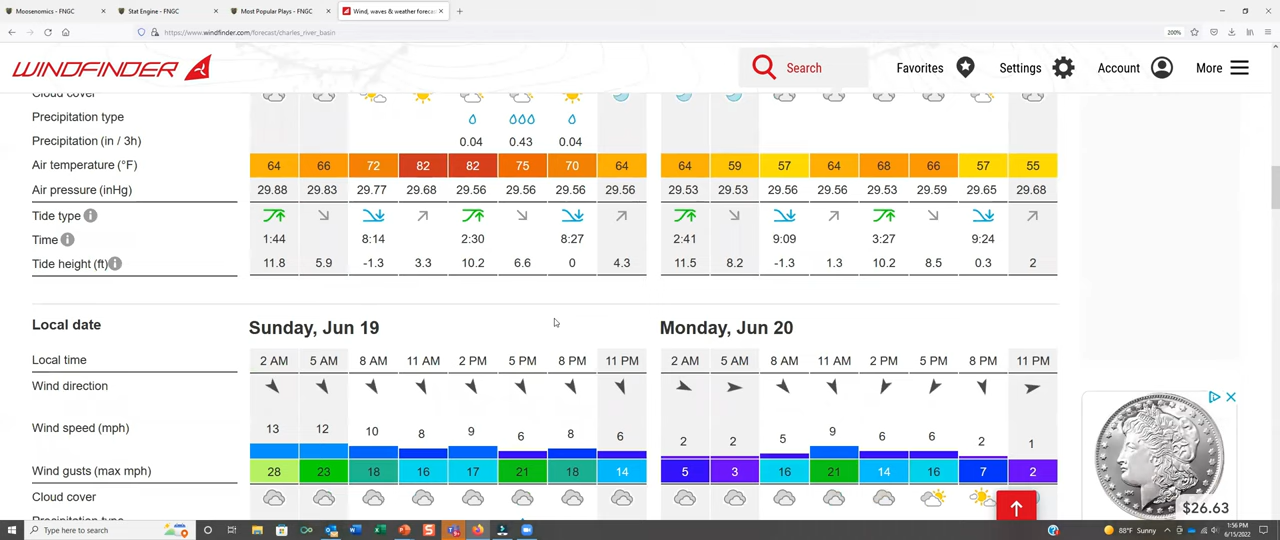 Moosenomics - FNGC
Stat Engine - FNGC
Most Popular Plays - FNGC
Wind, waves & weather foreca
https://www.windfinder.com/forecast/charles_river_basin
200%
WINDFINDER
Search
Favorites
Settings
Account
More
Cloud cover
Precipitation type
Precipitation (in / 3h) 0.04 0.43 0.04
Air temperature (°F) 64 66 72 82 82 75 70 64 64 59 57 64 68 66 57 55
Air pressure (inHg) 29.88 29.83 29.77 29.68 29.56 29.56 29.56 29.56 29.53 29.53 29.56 29.56 29.53 29.59 29.65 29.68
Tide type
Time 1:44 8:14 2:30 8:27 2:41 9:09 3:27 9:24
Tide height (ft) 11.8 5.9 -1.3 3.3 10.2 6.6 0 4.3 11.5 8.2 -1.3 1.3 10.2 8.5 0.3 2
Local date Sunday, Jun 19 Monday, Jun 20
Local time 2 AM 5 AM 8 AM 11 AM 2 PM 5 PM 8 PM 11 PM 2 AM 5 AM 8 AM 11 AM 2 PM 5 PM 8 PM 11 PM
Wind direction
Wind speed (mph) 13 12 10 8 9 6 8 6 2 2 5 9 6 6 2 1
Wind gusts (max mph) 28 23 18 16 17 21 18 14 5 3 16 21 14 16 7 2
Cloud cover
Precipitation type
$26.63
Type here to search
88°F Sunny
1:56 PM
6/15/2022